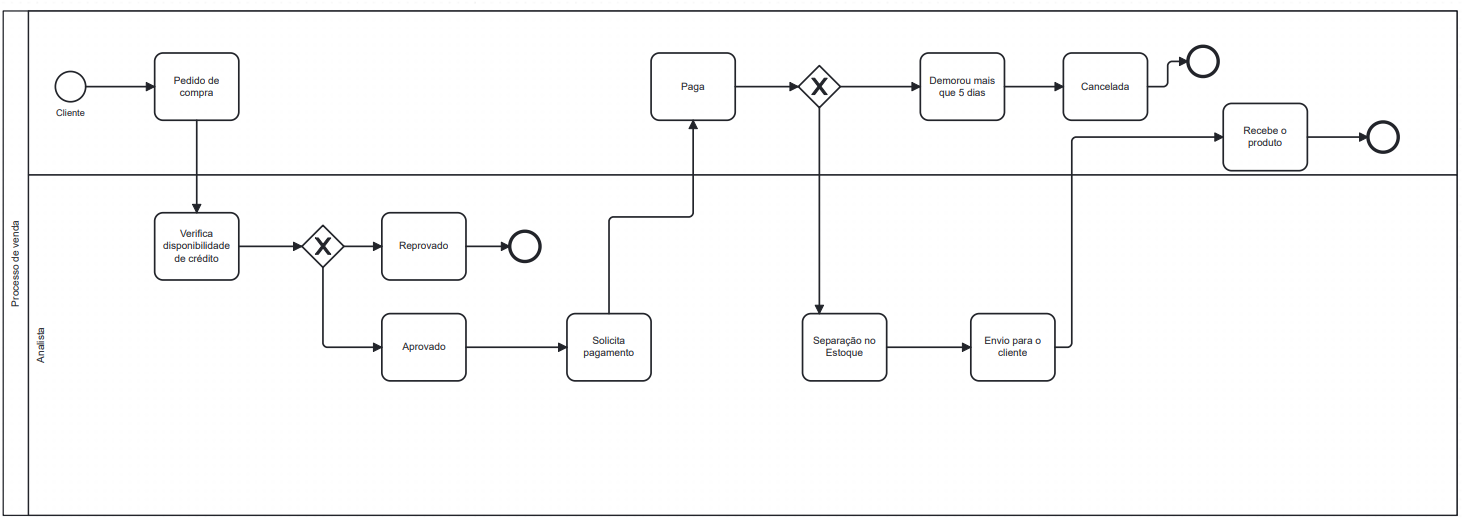 Processo de venda
Cliente
Pedido de
compra
Paga
X
Demorou mais
que 5 dias
Cancelada
Recebe o
produto
Analista
Verifica
disponibilidade
de crédito
X
Reprovado
Aprovado
Solicita
pagamento
Separação no
Estoque
Envio para o
cliente